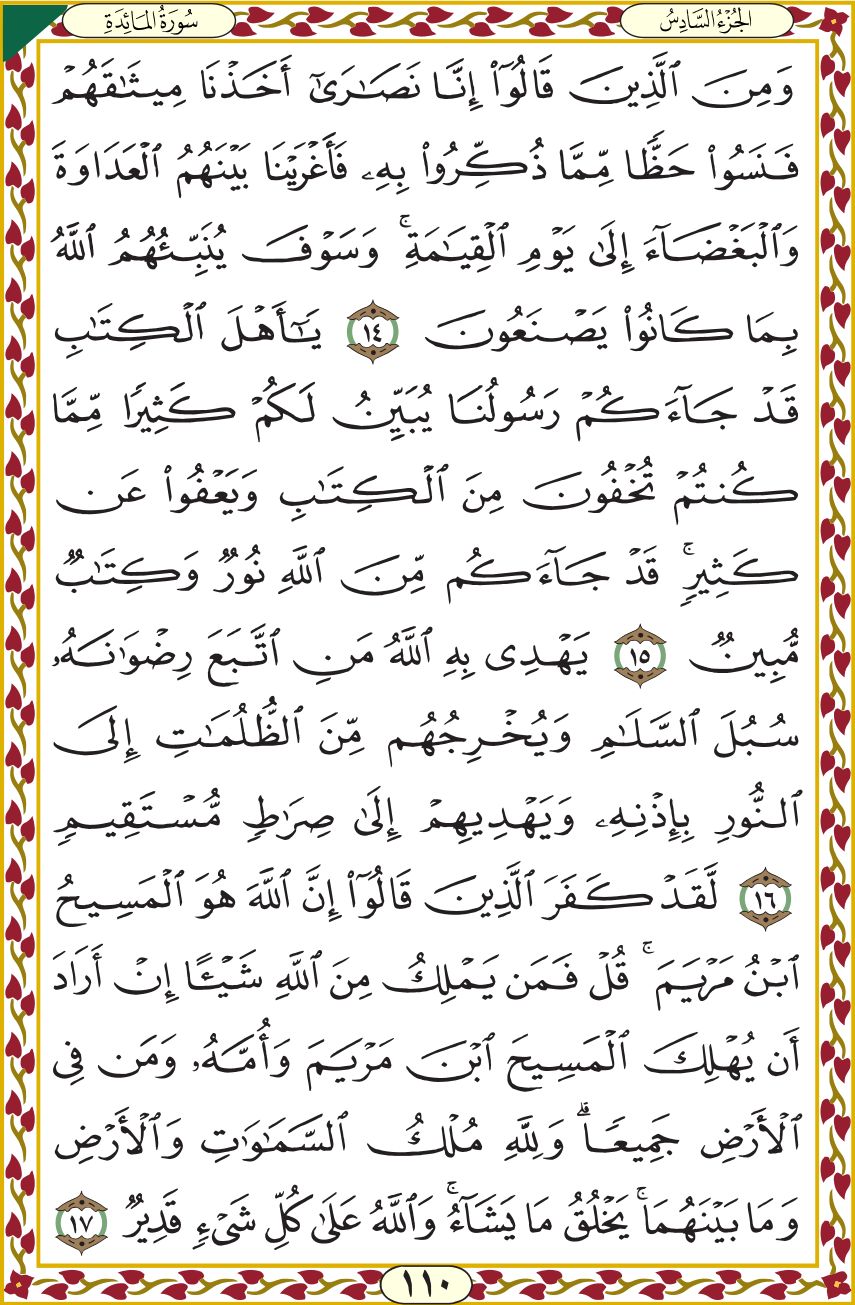 الجُزْءُ السَّادِسُ
سُورَةُ المَائِدَةِ
وَمِنَ ٱلَّذِينَ قَالُوٓا۟ إِنَّا نَصَـٰرَىٰٓ أَخَذْنَا مِيثَـٰقَهُمْ
فَنَسُوا۟ حَظًّا مِّمَّا ذُكِّرُوا۟ بِهِۦ فَأَغْرَيْنَا بَيْنَهُمُ ٱلْعَدَاوَةَ
وَٱلْبَغْضَآءَ إِلَىٰ يَوْمِ ٱلْقِيَـٰمَةِ ۚ وَسَوْفَ يُنَبِّئُهُمُ ٱللَّهُ
بِمَا كَانُوا۟ يَصْنَعُونَ ١٤ يَـٰٓأَهْلَ ٱلْكِتَـٰبِ
قَدْ جَآءَكُمْ رَسُولُنَا يُبَيِّنُ لَكُمْ كَثِيرًا مِّمَّا
كُنتُمْ تُخْفُونَ مِنَ ٱلْكِتَـٰبِ وَيَعْفُوا۟ عَن
كَثِيرٍ ۚ قَدْ جَآءَكُم مِّنَ ٱللَّهِ نُورٌ وَكِتَـٰبٌ
مُّبِينٌ ١٥ يَهْدِى بِهِ ٱللَّهُ مَنِ ٱتَّبَعَ رِضْوَٰنَهُۥ
سُبُلَ ٱلسَّلَـٰمِ وَيُخْرِجُهُم مِّنَ ٱلظُّلُمَـٰتِ إِلَى
ٱلنُّورِ بِإِذْنِهِۦ وَيَهْدِيهِمْ إِلَىٰ صِرَٰطٍ مُّسْتَقِيمٍ
١٦ لَّقَدْ كَفَرَ ٱلَّذِينَ قَالُوٓا۟ إِنَّ ٱللَّهَ هُوَ ٱلْمَسِيحُ
ٱبْنُ مَرْيَمَ ۚ قُلْ فَمَن يَمْلِكُ مِنَ ٱللَّهِ شَيْـًٔا إِنْ أَرَادَ
أَن يُهْلِكَ ٱلْمَسِيحَ ٱبْنَ مَرْيَمَ وَأُمَّهُۥ وَمَن فِى
ٱلْأَرْضِ جَمِيعًا ۗ وَلِلَّهِ مُلْكُ ٱلسَّمَـٰوَٰتِ وَٱلْأَرْضِ
وَمَا بَيْنَهُمَا ۚ يَخْلُقُ مَا يَشَآءُ ۚ وَٱللَّهُ عَلَىٰ كُلِّ شَىْءٍ قَدِيرٌ ١٧
١١٠